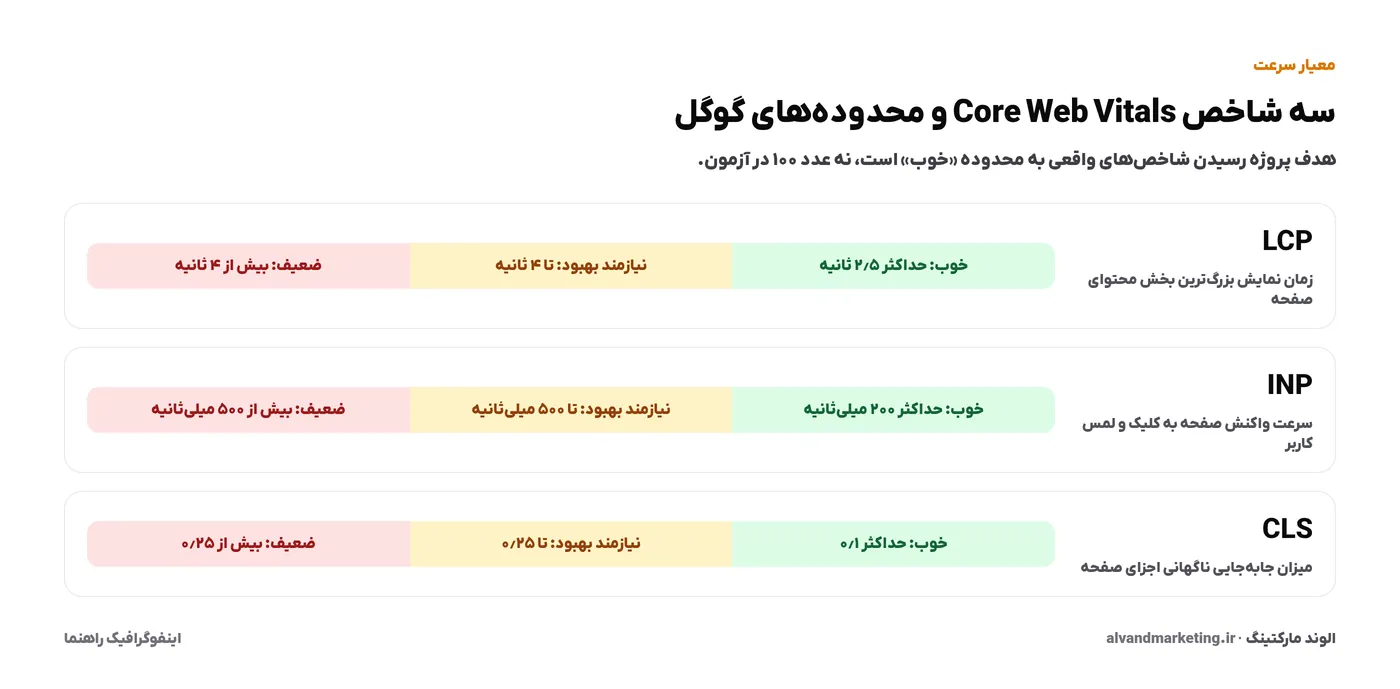 معیار سرعت
سه شاخص Core Web Vitals و محدوده‌های گوگل
هدف پروژه رسیدن شاخص‌های واقعی به محدوده «خوب» است، نه عدد ۱۰۰ در آزمون.
LCP
زمان نمایش بزرگ‌ترین بخش محتوای
صفحه
خوب: حداکثر ۲٫۵ ثانیه
نیازمند بهبود: تا ۴ ثانیه
ضعیف: بیش از ۴ ثانیه
INP
سرعت واکنش صفحه به کلیک و لمس
کاربر
خوب: حداکثر ۲۰۰ میلی‌ثانیه
نیازمند بهبود: تا ۵۰۰ میلی‌ثانیه
ضعیف: بیش از ۵۰۰ میلی‌ثانیه
CLS
میزان جابه‌جایی ناگهانی اجزای صفحه
خوب: حداکثر ۰٫۱
نیازمند بهبود: تا ۰٫۲۵
ضعیف: بیش از ۰٫۲۵
الوند مارکتینگ · alvandmarketing.ir
اینفوگرافیک راهنما